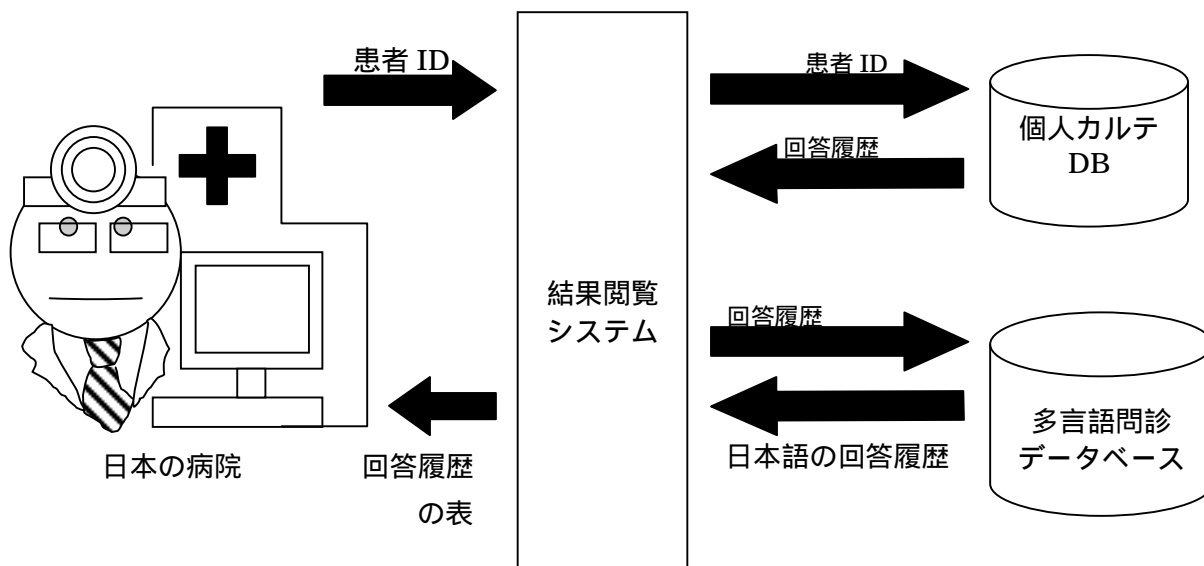 患者 ID
患者 ID
個人カルテ
DB
回答履歴
結果閲覧
システム
回答履歴
多言語問診
データベース
日本語の回答履歴
日本の病院
回答履歴
の表